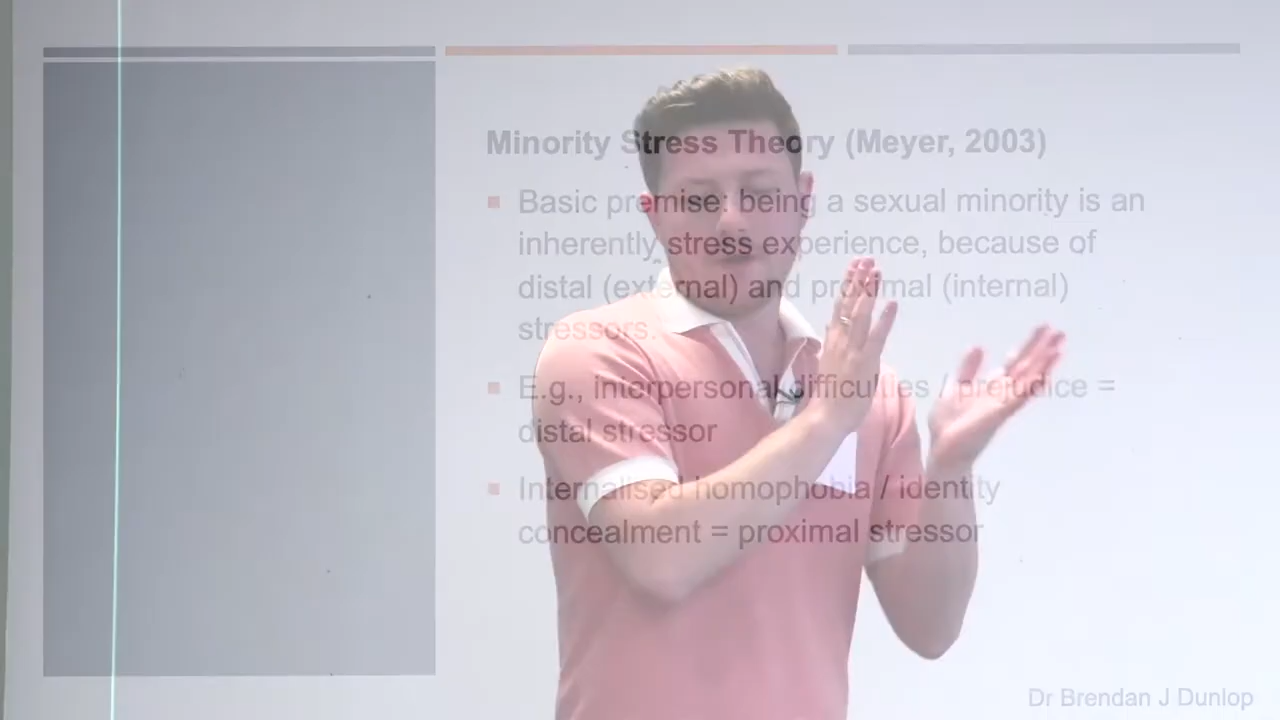 Minority Stress Theory (Meyer, 2003)
Basic premise: being a sexual minority is an
inherently stress experience, because of
distal (external) and proximal (internal)
stressors.
E.g., interpersonal difficulties / prejudice =
distal stressor
Internalised homophobia / identity
concealment = proximal stressor
Dr Brendan J Dunlop